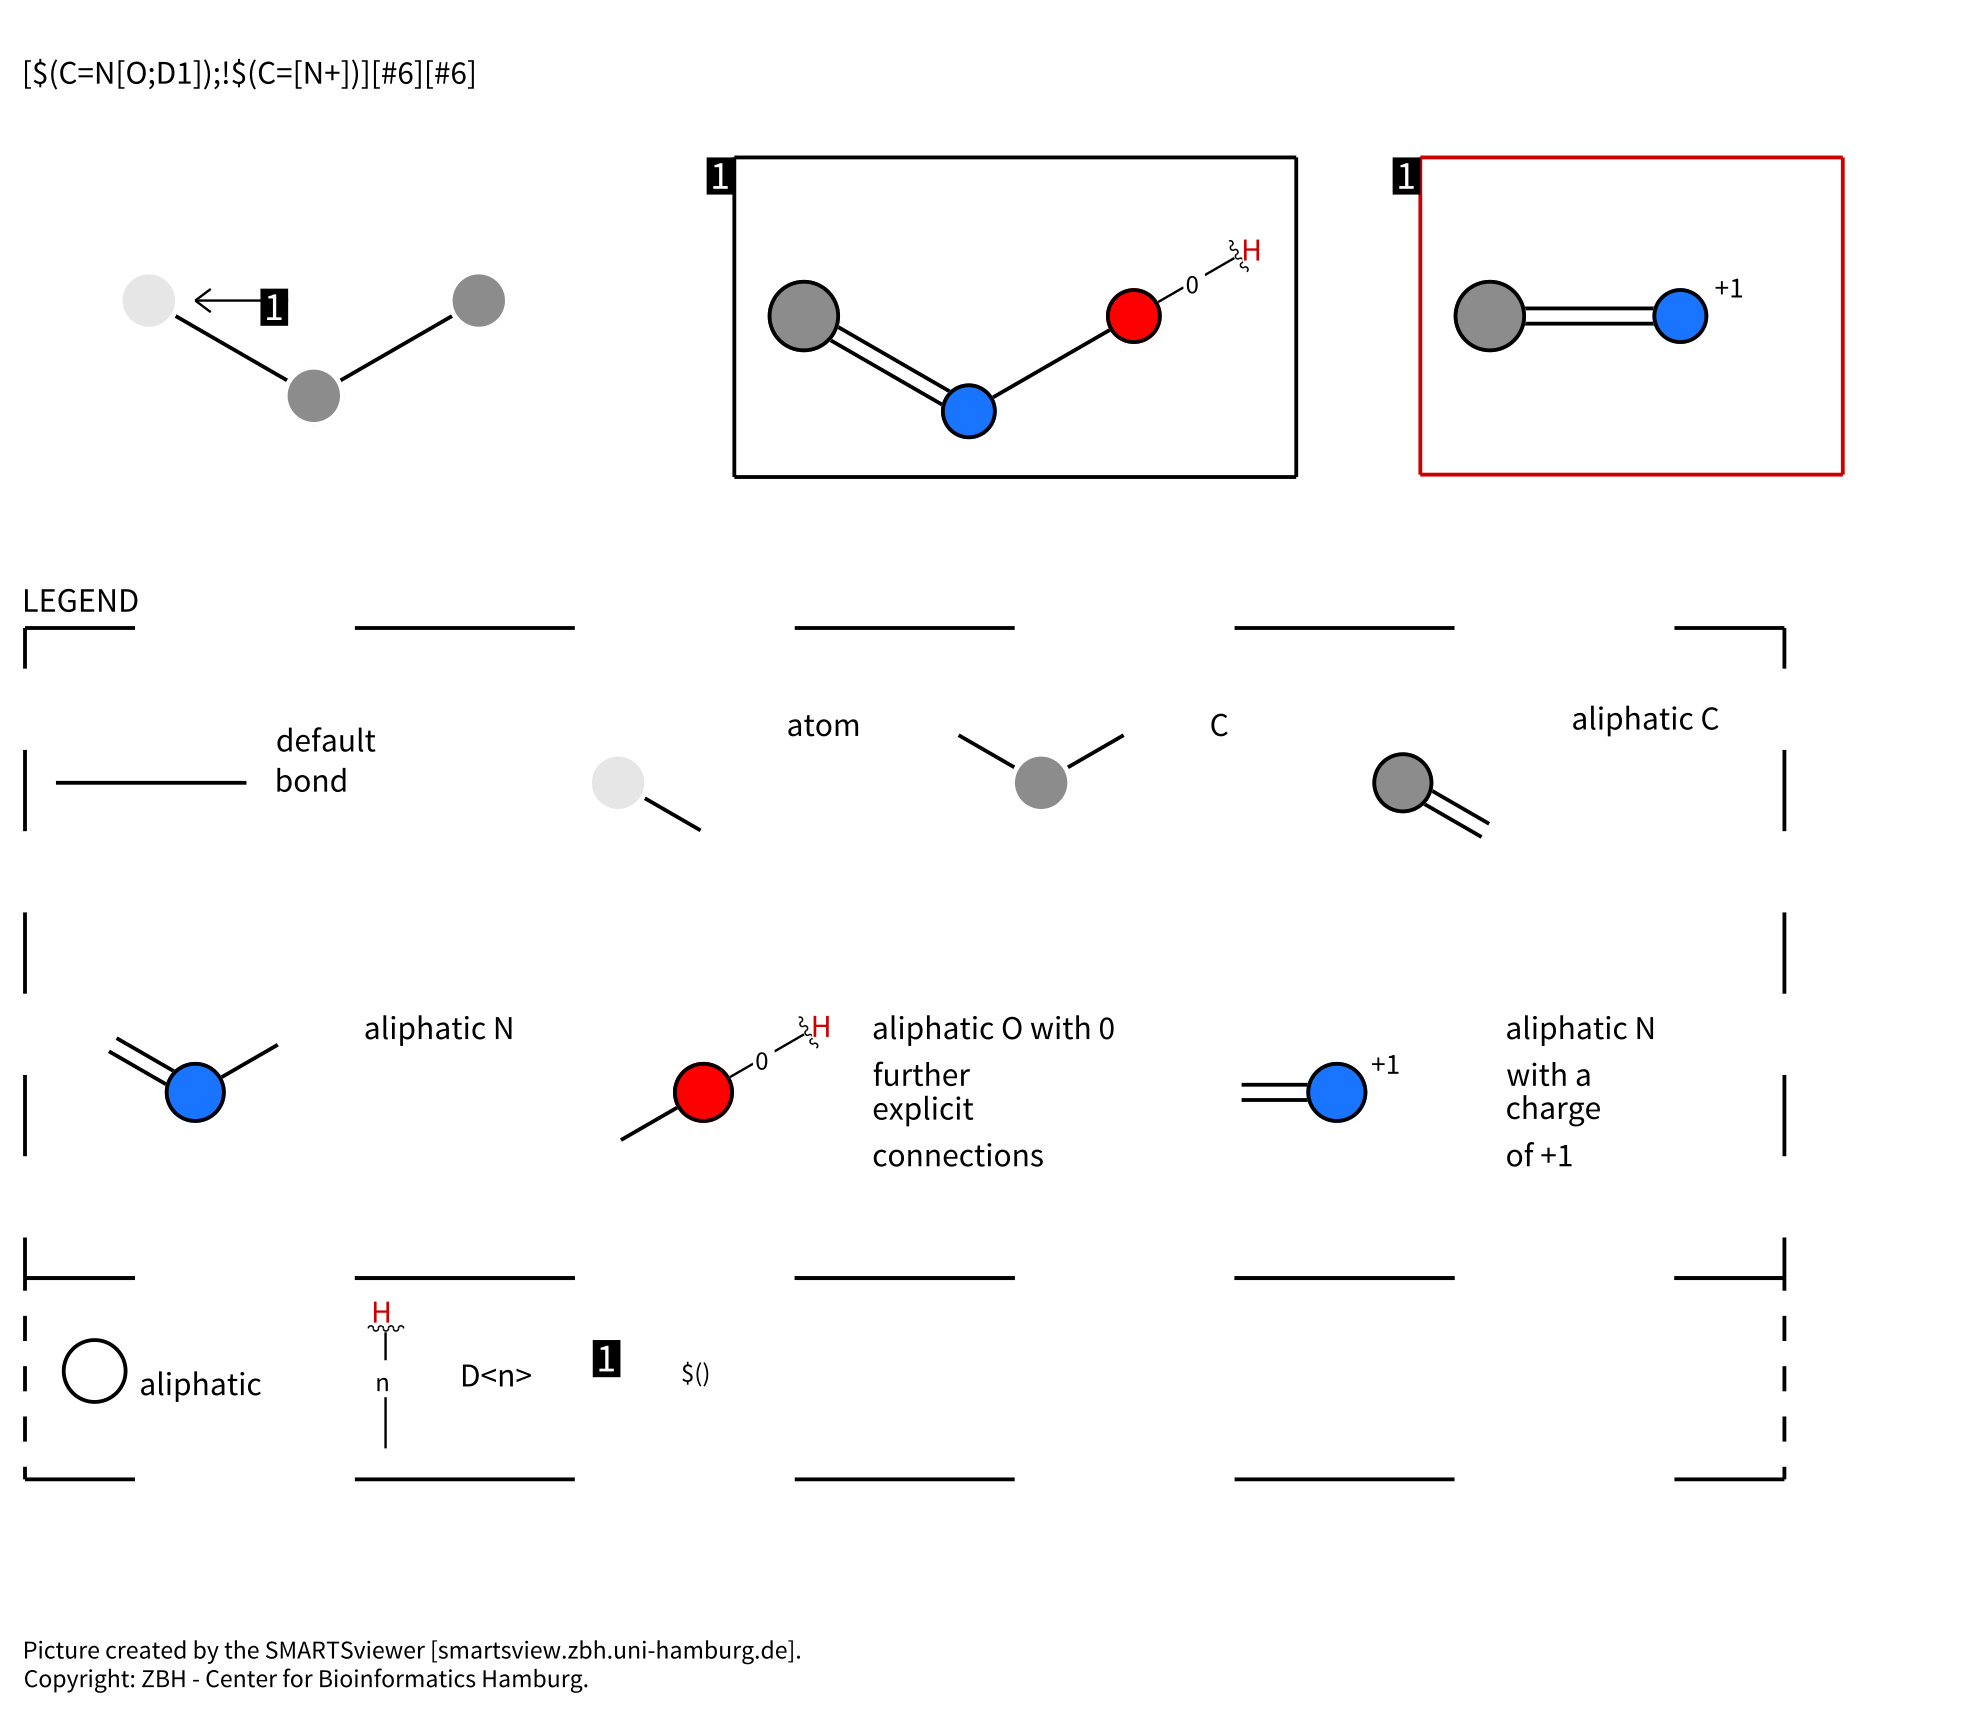 [$(C=N[O;D1]);!$(C=[N+])][#6][#6]
1
1
1
H
0
+1
LEGEND
default
bond
atom
C
aliphatic C
aliphatic N
H
0
aliphatic O with 0
further
explicit
connections
+1
aliphatic N
with a
charge
of +1
aliphatic
H
n
D<n>
1
$()
Picture created by the SMARTSviewer [smartsview.zbh.uni-hamburg.de].
Copyright: ZBH - Center for Bioinformatics Hamburg.